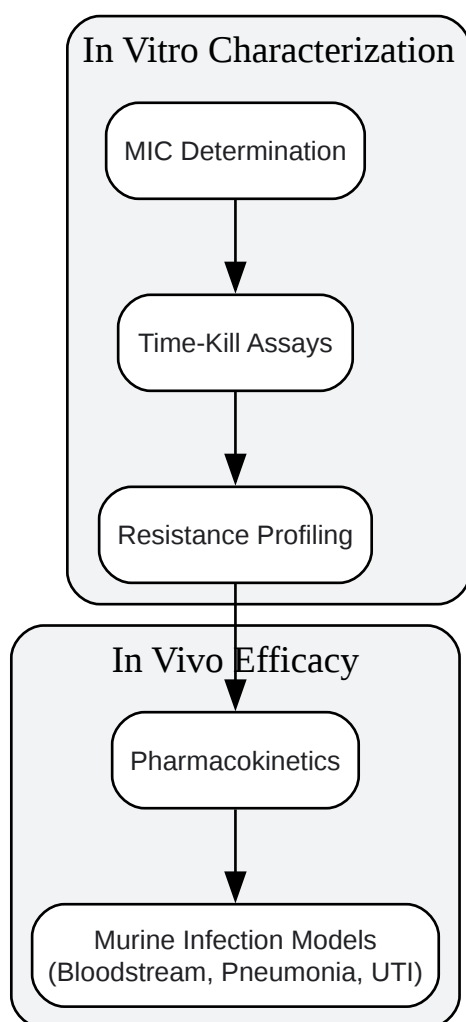 In Vitro Characterization
MIC Determination
Time-Kill Assays
Resistance Profiling
In Vivo Efficacy
Pharmacokinetics
Murine Infection Models
(Bloodstream, Pneumonia, UTI)